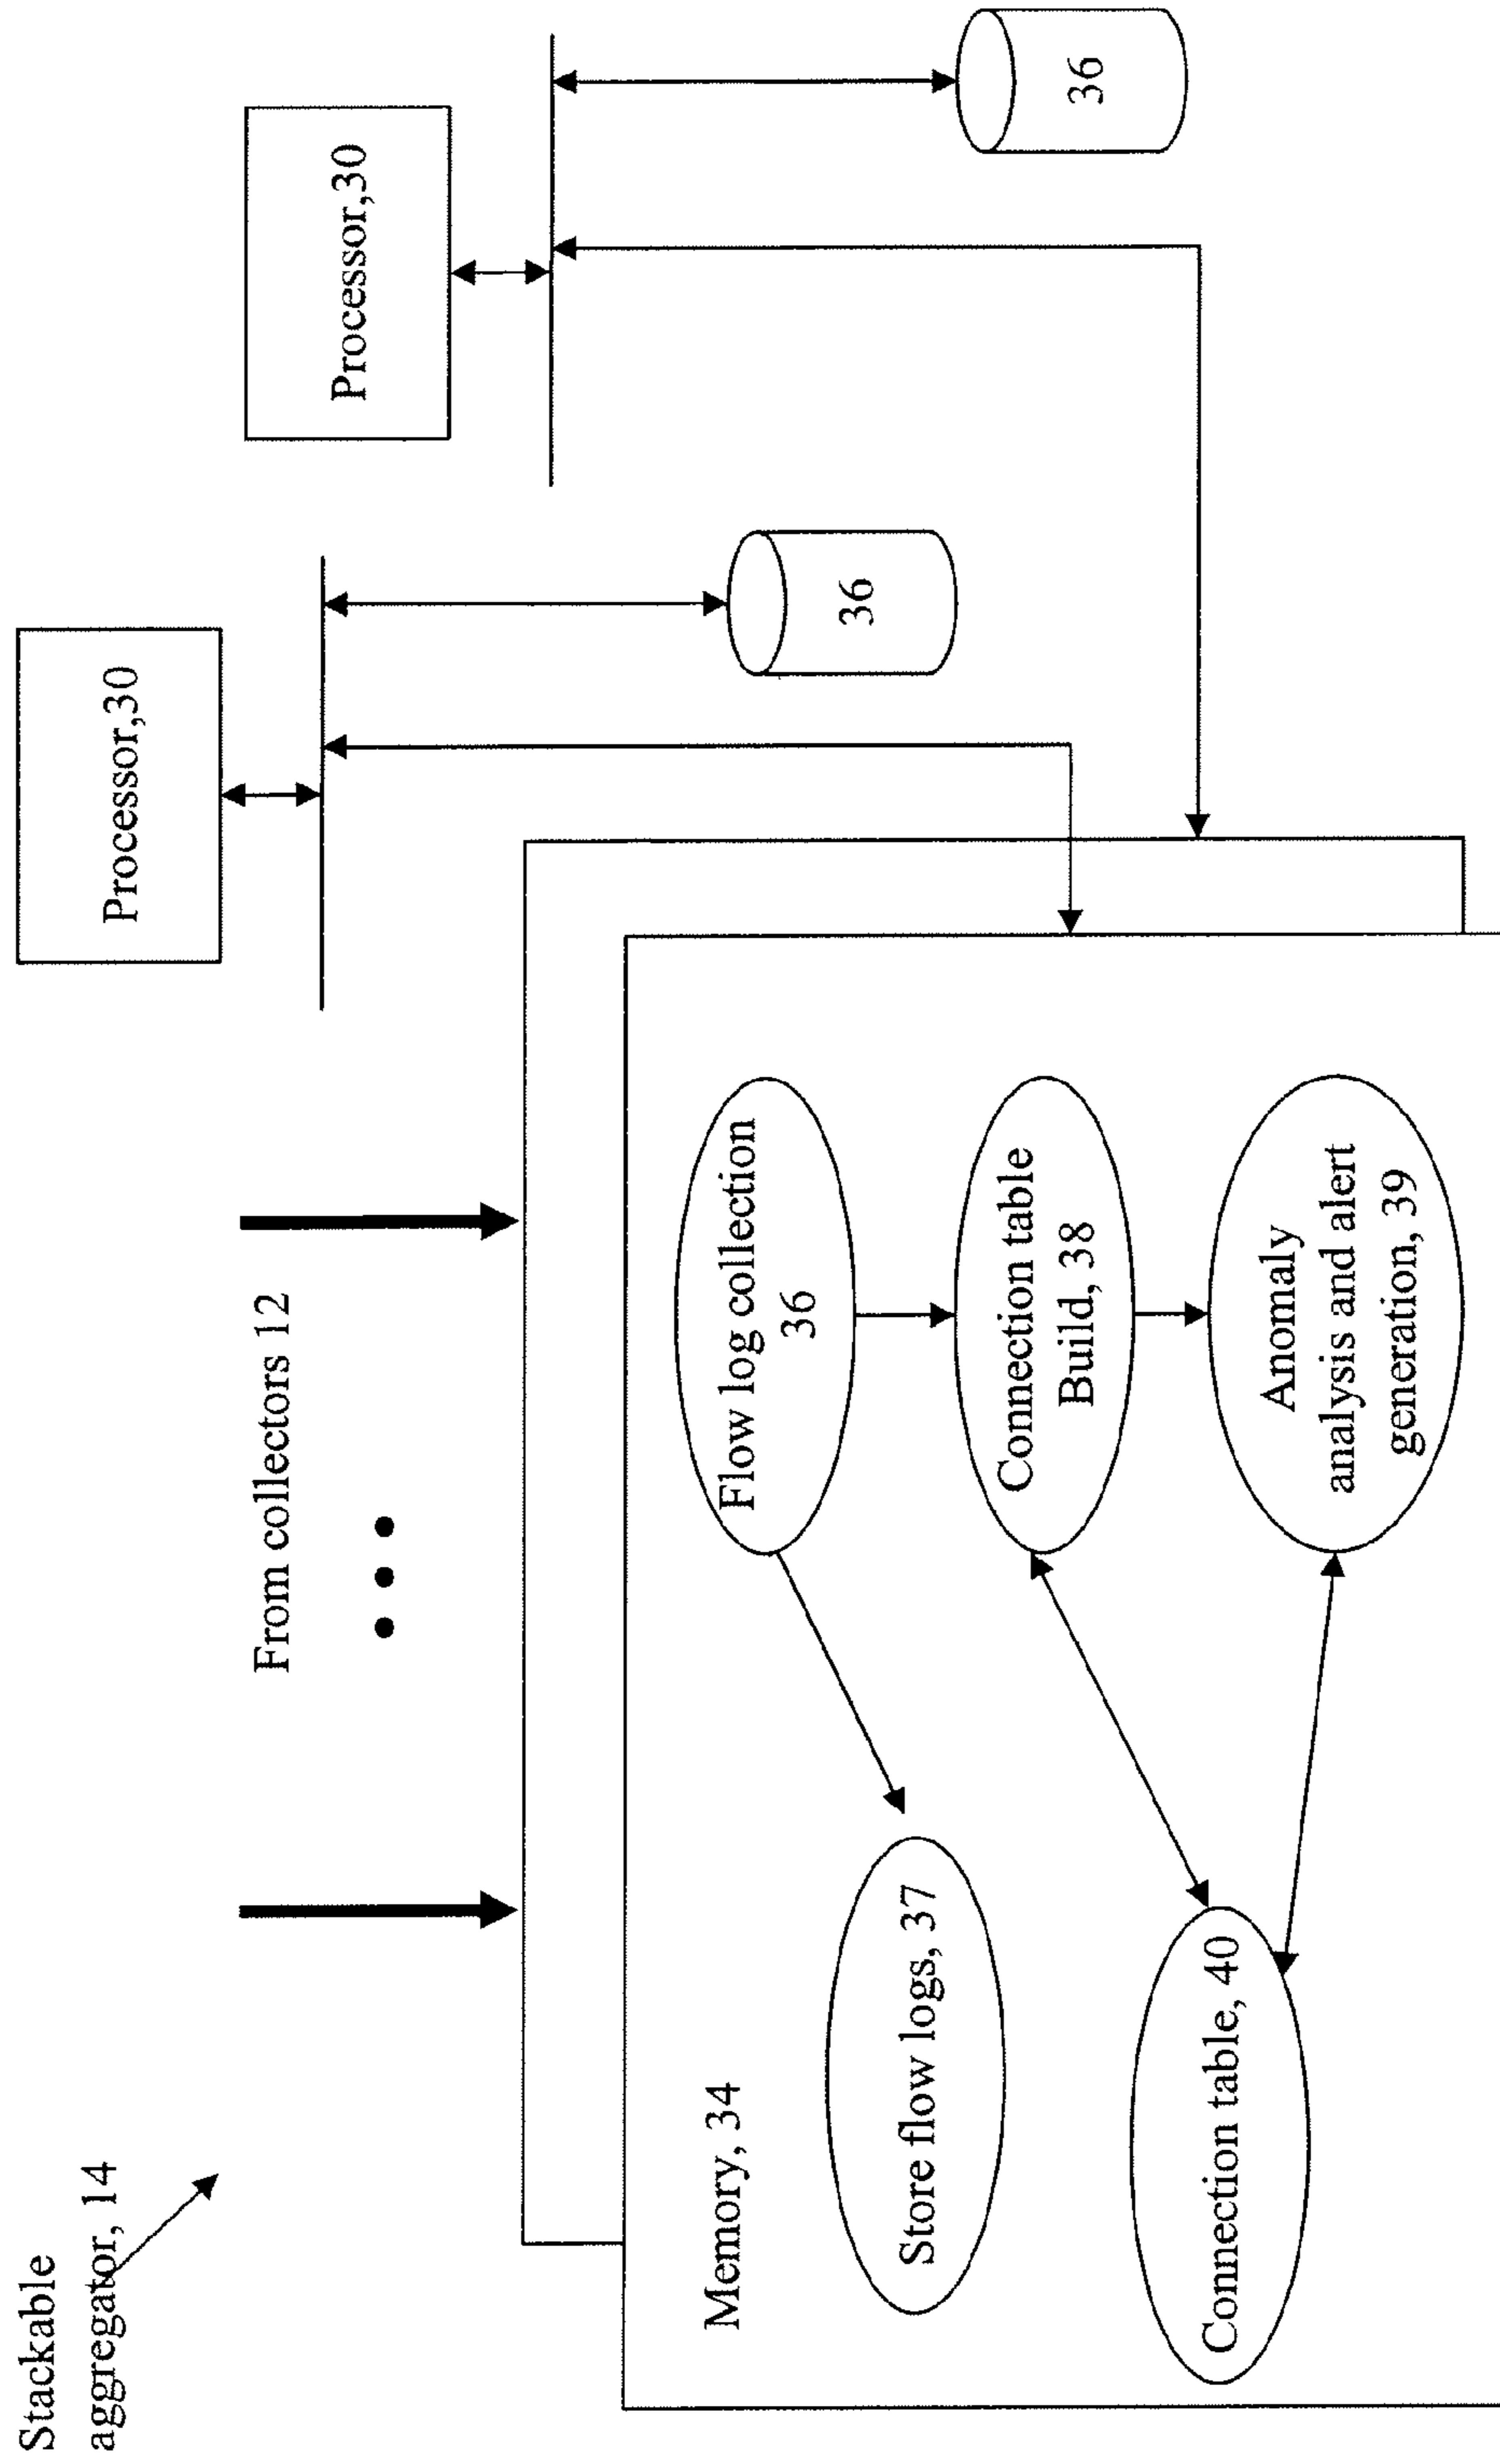 Stackable
aggregator, 14
From collectors 12
Processor,30
Processor,30
36
36
Memory, 34
Flow log collection
36
Store flow logs, 37
Connection table
Build, 38
Connection table, 40
Anomaly
analysis and alert
generation, 39